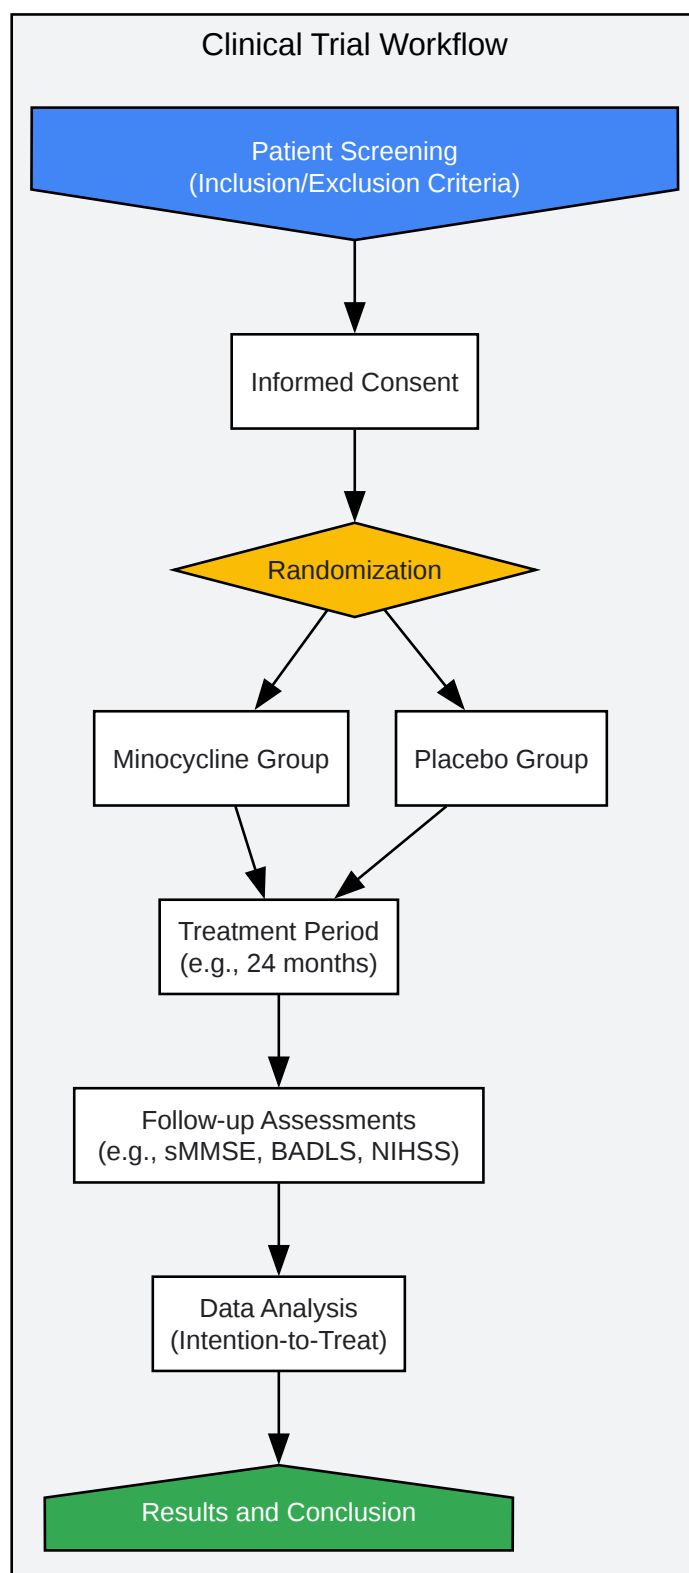 Clinical Trial Workflow
Patient Screening
(Inclusion/Exclusion Criteria)
Informed Consent
Randomization
Minocycline Group
Placebo Group
Treatment Period
(e.g., 24 months)
Follow-up Assessments
(e.g., sMMSE, BADLS, NIHSS)
Data Analysis
(Intention-to-Treat)
Results and Conclusion